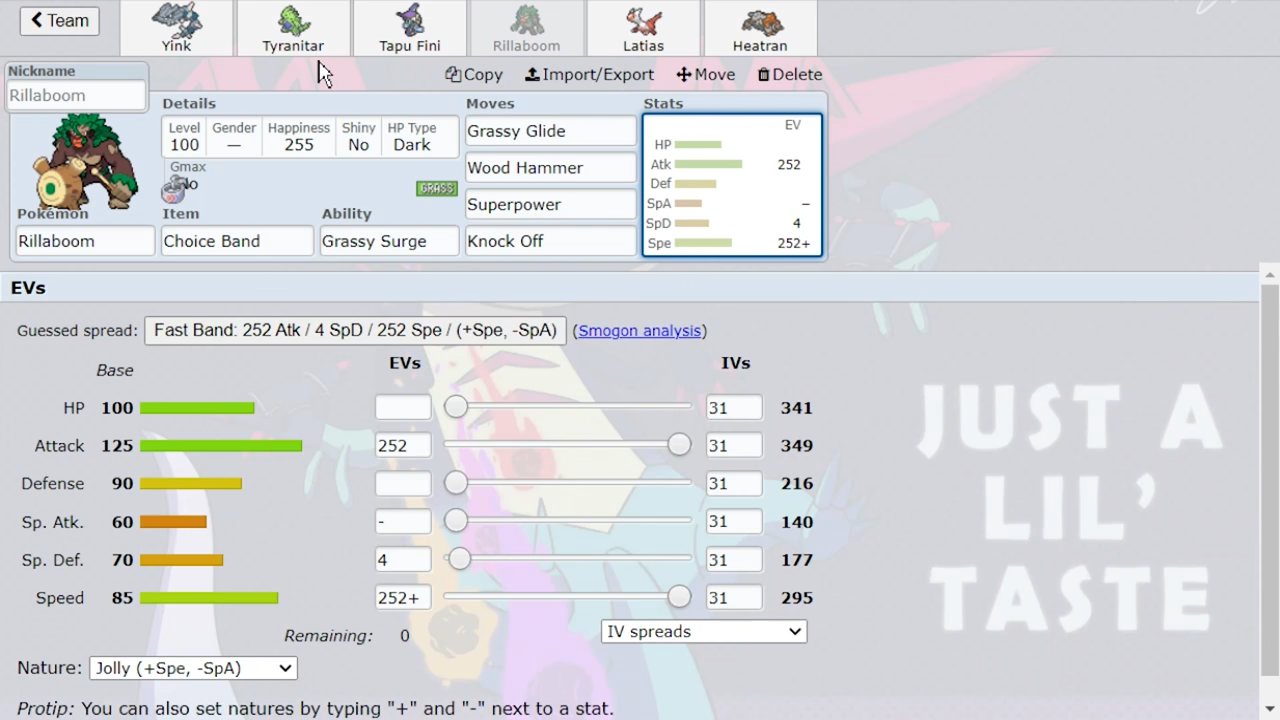 Team
Yink
Tyranitar
Tapu Fini
Rillaboom
Latias
Heatran
Nickname
Rillaboom
Copy
Import/Export
Move
Delete
Details
Moves
Stats
Level
100
Gender
—
Happiness
255
Shiny
No
HP Type
Dark
Gmax
No
GRASS
Pokémon
Rillaboom
Item
Choice Band
Ability
Grassy Surge
Grassy Glide
Wood Hammer
Superpower
Knock Off
EV
HP
Atk 252
Def
SpA –
SpD 4
Spe 252+
EVs
Guessed spread: Fast Band: 252 Atk / 4 SpD / 252 Spe / (+Spe, -SpA) (Smogon analysis)
Base EVs IVs
HP 100 31 341
Attack 125 252 31 349
Defense 90 31 216
Sp. Atk. 60 - 31 140
Sp. Def. 70 4 31 177
Speed 85 252+ 31 295
Remaining: 0
IV spreads
Nature: Jolly (+Spe, -SpA)
Protip: You can also set natures by typing "+" and "-" next to a stat.
JUST A
LIL'
TASTE